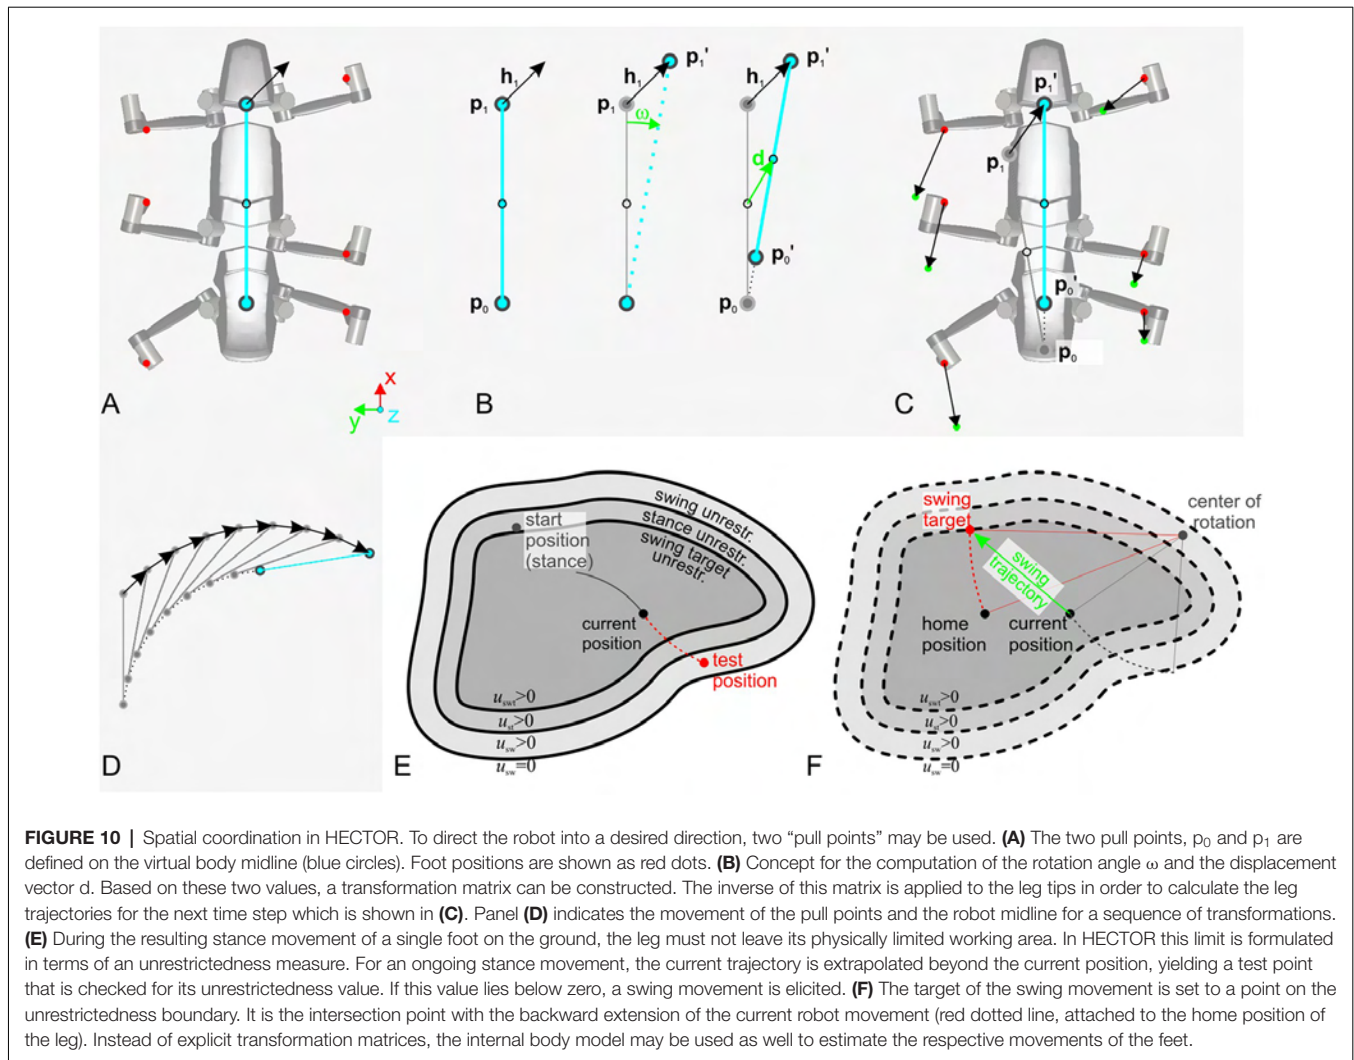 h₁
p₁
p₀
A
x
y
z
h₁
p₁'
p₁
ω
h₁
p₁'
d
p₀'
p₀
B
p₁'
p₁
p₀'
p₀
C
D
start
position
(stance)
swing unrestr.
stance unrestr.
swing target
unrestr.
current
position
test
position
u_swt>0
u_st>0
u_sw>0
u_sw=0
E
swing
target
center of
rotation
swing
trajectory
home
position
current
position
u_swt>0
u_st>0
u_sw>0
u_sw=0
F
FIGURE 10 | Spatial coordination in HECTOR. To direct the robot into a desired direction, two “pull points” may be used. (A) The two pull points, p₀ and p₁ are
defined on the virtual body midline (blue circles). Foot positions are shown as red dots. (B) Concept for the computation of the rotation angle ω and the displacement
vector d. Based on these two values, a transformation matrix can be constructed. The inverse of this matrix is applied to the leg tips in order to calculate the leg
trajectories for the next time step which is shown in (C). Panel (D) indicates the movement of the pull points and the robot midline for a sequence of transformations.
(E) During the resulting stance movement of a single foot on the ground, the leg must not leave its physically limited working area. In HECTOR this limit is formulated
in terms of an unrestrictedness measure. For an ongoing stance movement, the current trajectory is extrapolated beyond the current position, yielding a test point
that is checked for its unrestrictedness value. If this value lies below zero, a swing movement is elicited. (F) The target of the swing movement is set to a point on the
unrestrictedness boundary. It is the intersection point with the backward extension of the current robot movement (red dotted line, attached to the home position of
the leg). Instead of explicit transformation matrices, the internal body model may be used as well to estimate the respective movements of the feet.